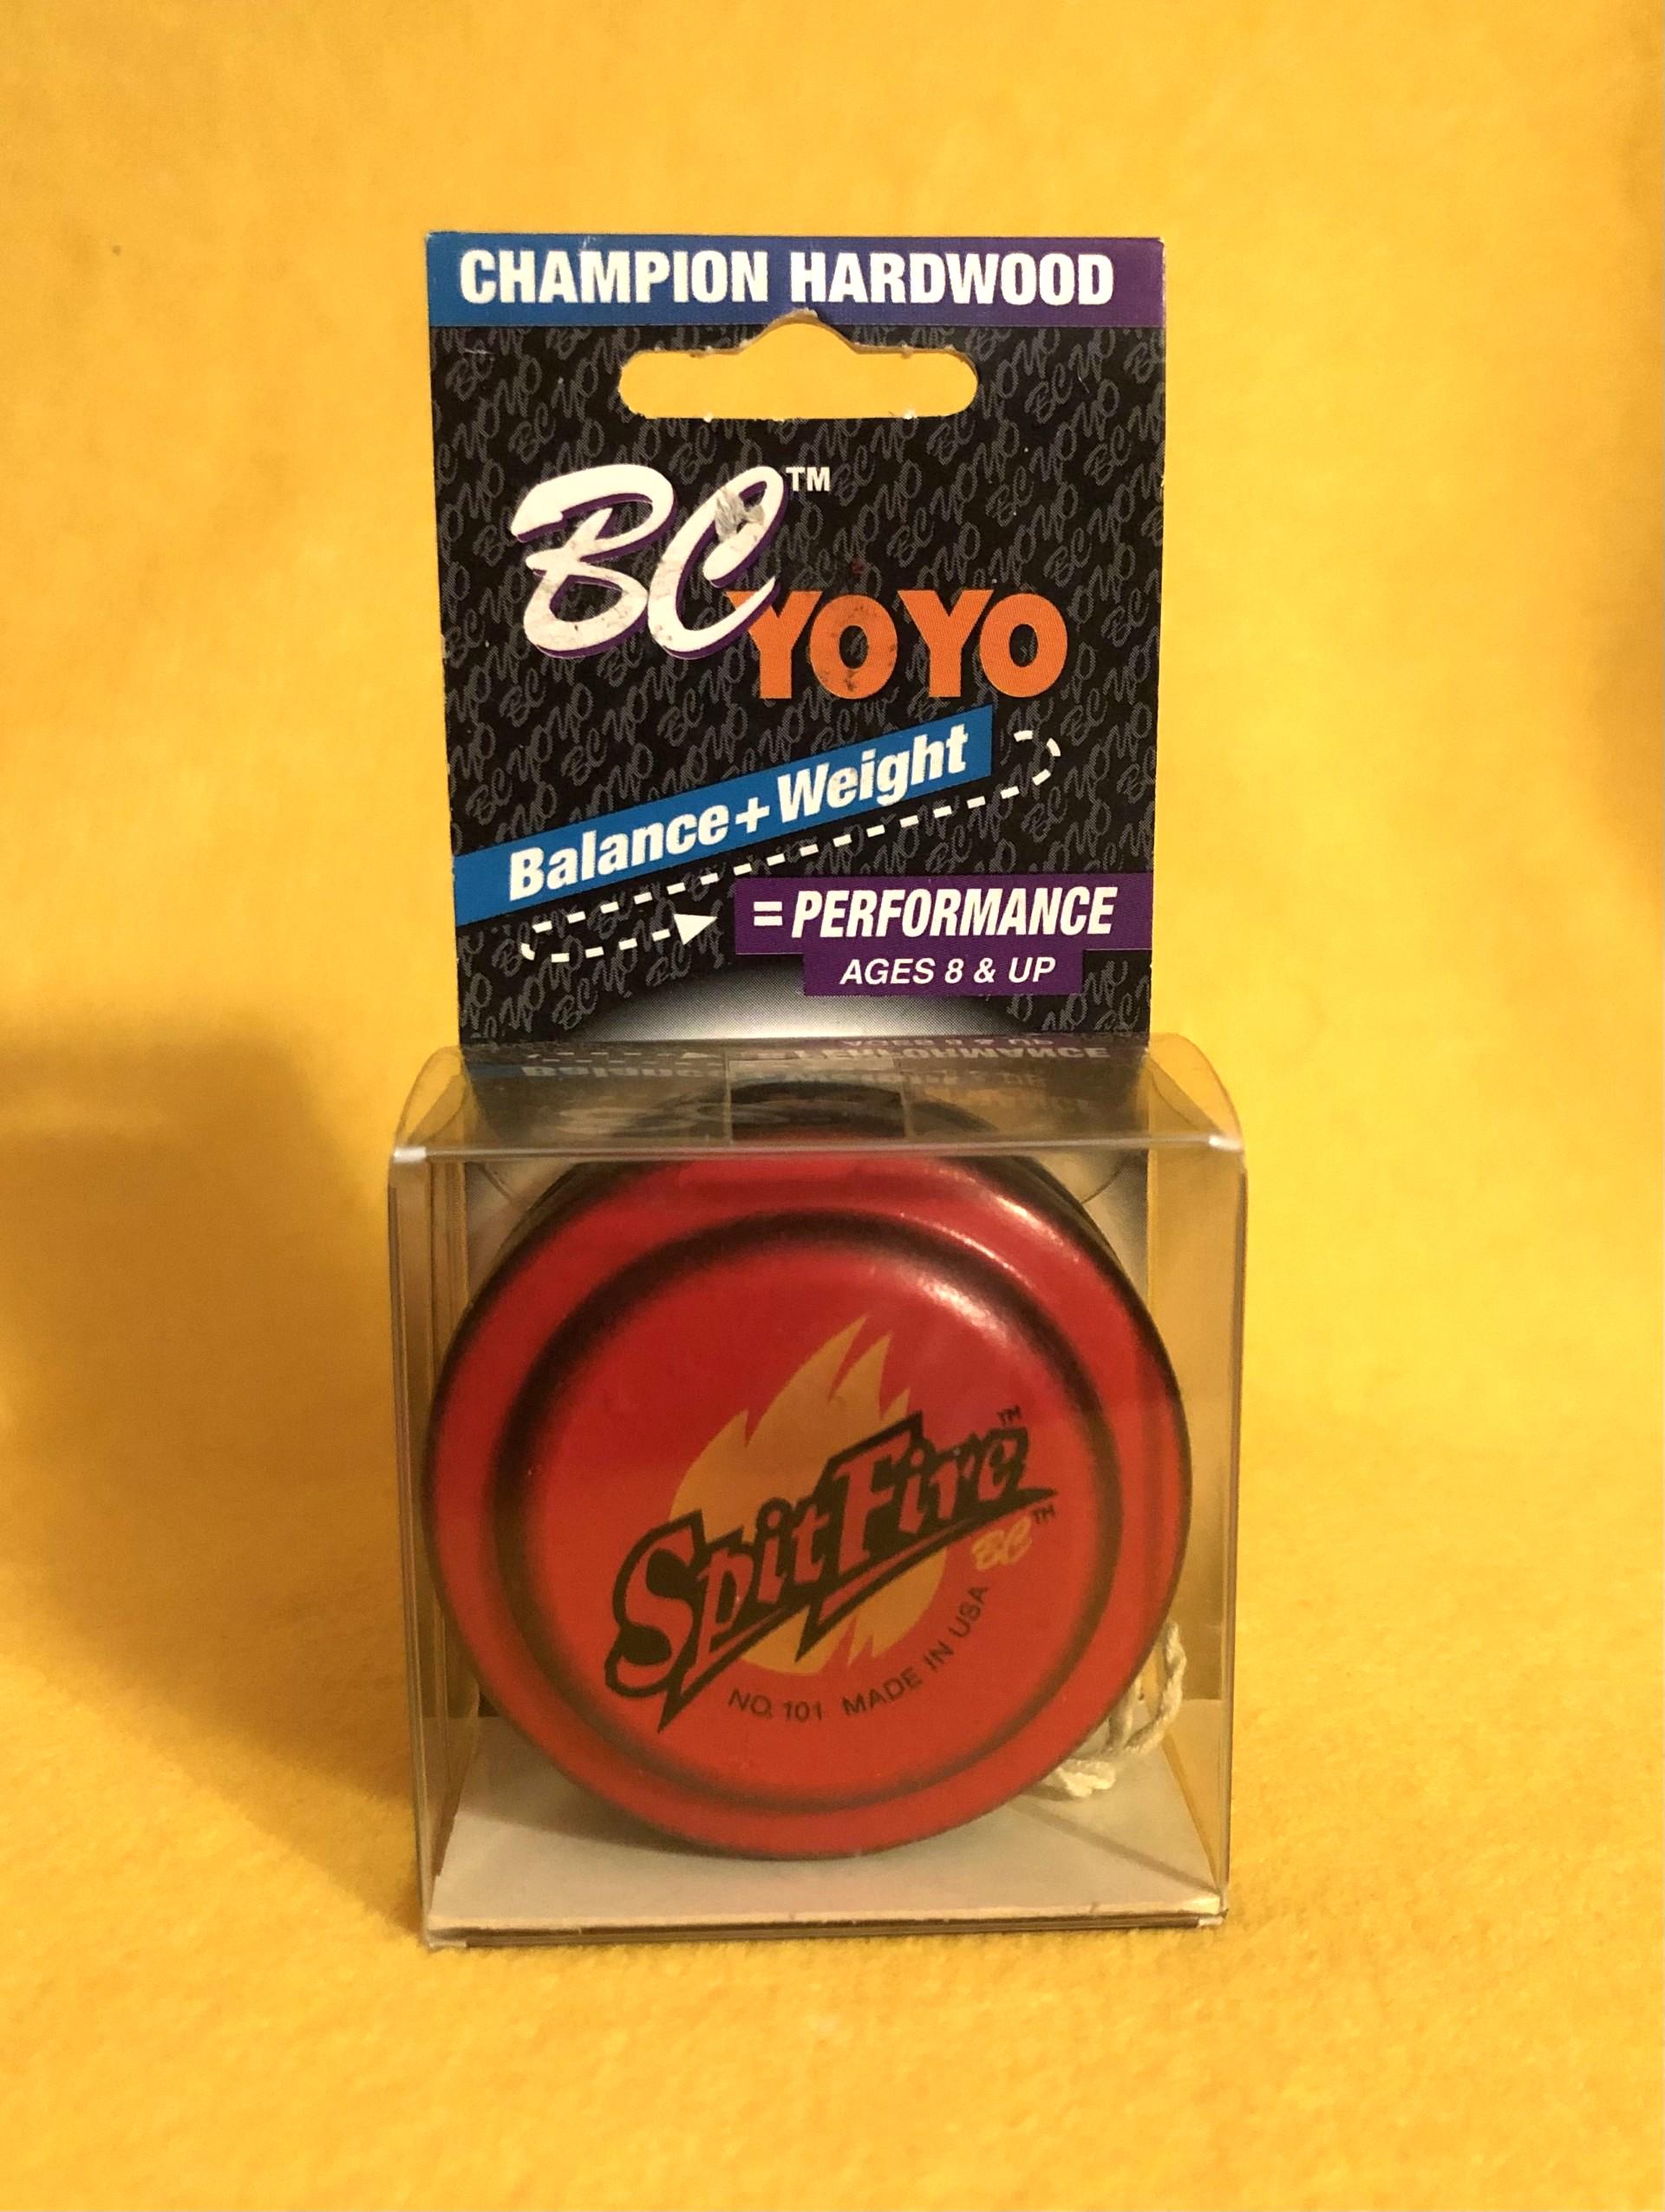 CHAMPION HARDWOOD
BC™
YOYO
Balance+Weight
=PERFORMANCE
AGES 8 & UP
SpitFire™
BC™
NO. 101 MADE IN USA